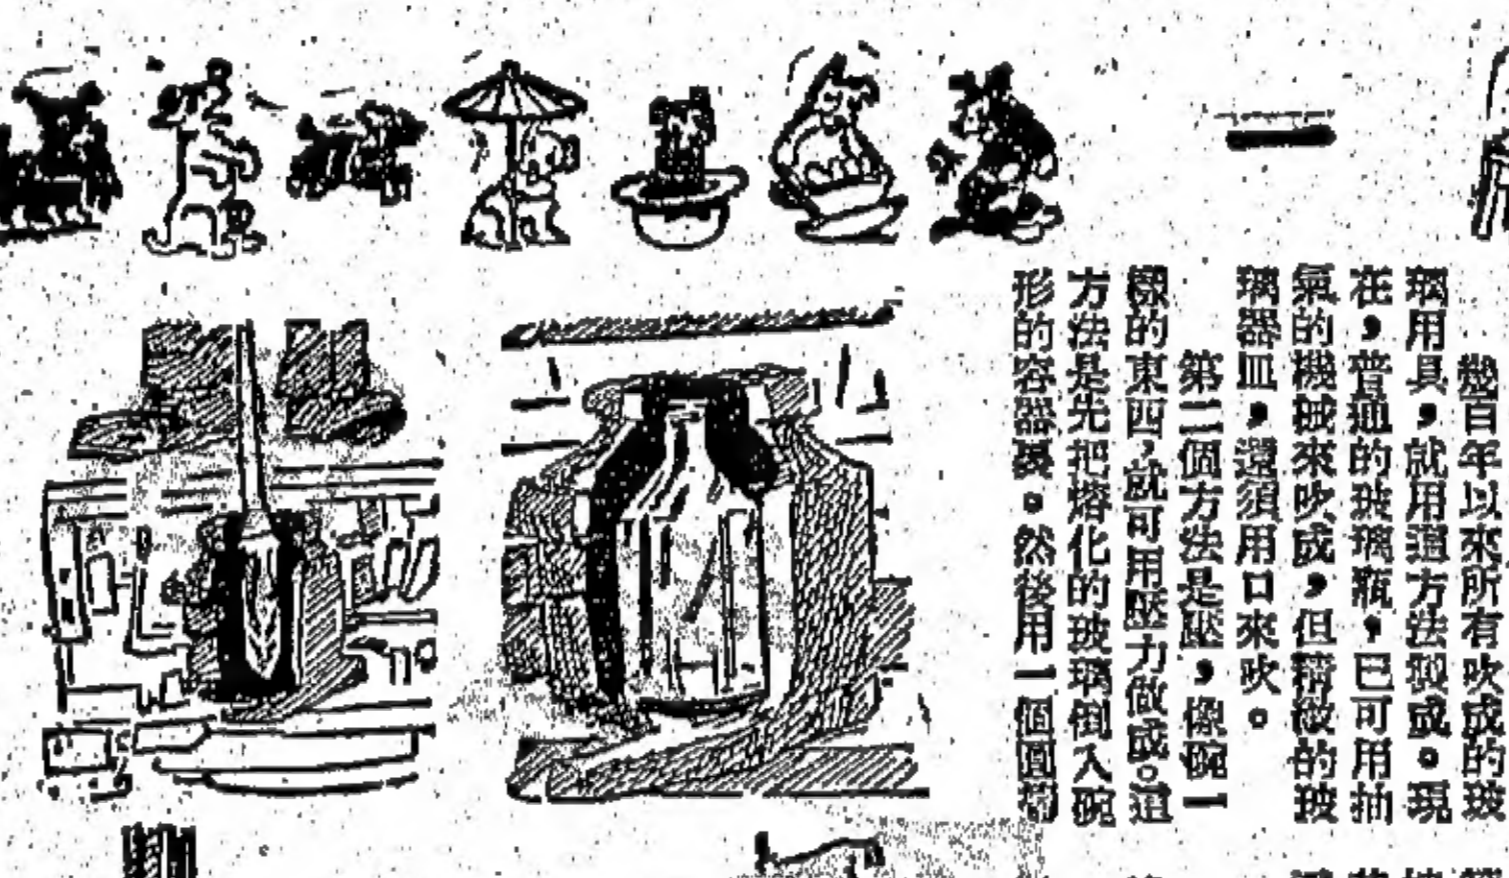 幾百年以來所有吹成的玻
璃用具，就用這方法製成。現
在，普通的玻璃瓶，已可用抽
氣的機械來吹成，但精緻的玻
璃器皿，還須用口來吹。
第二個方法是壓，像碗一
樣的東西，就可用壓力做成。這
方法是先把熔化的玻璃倒入碗
形的容器裏。然後用一個圓筒